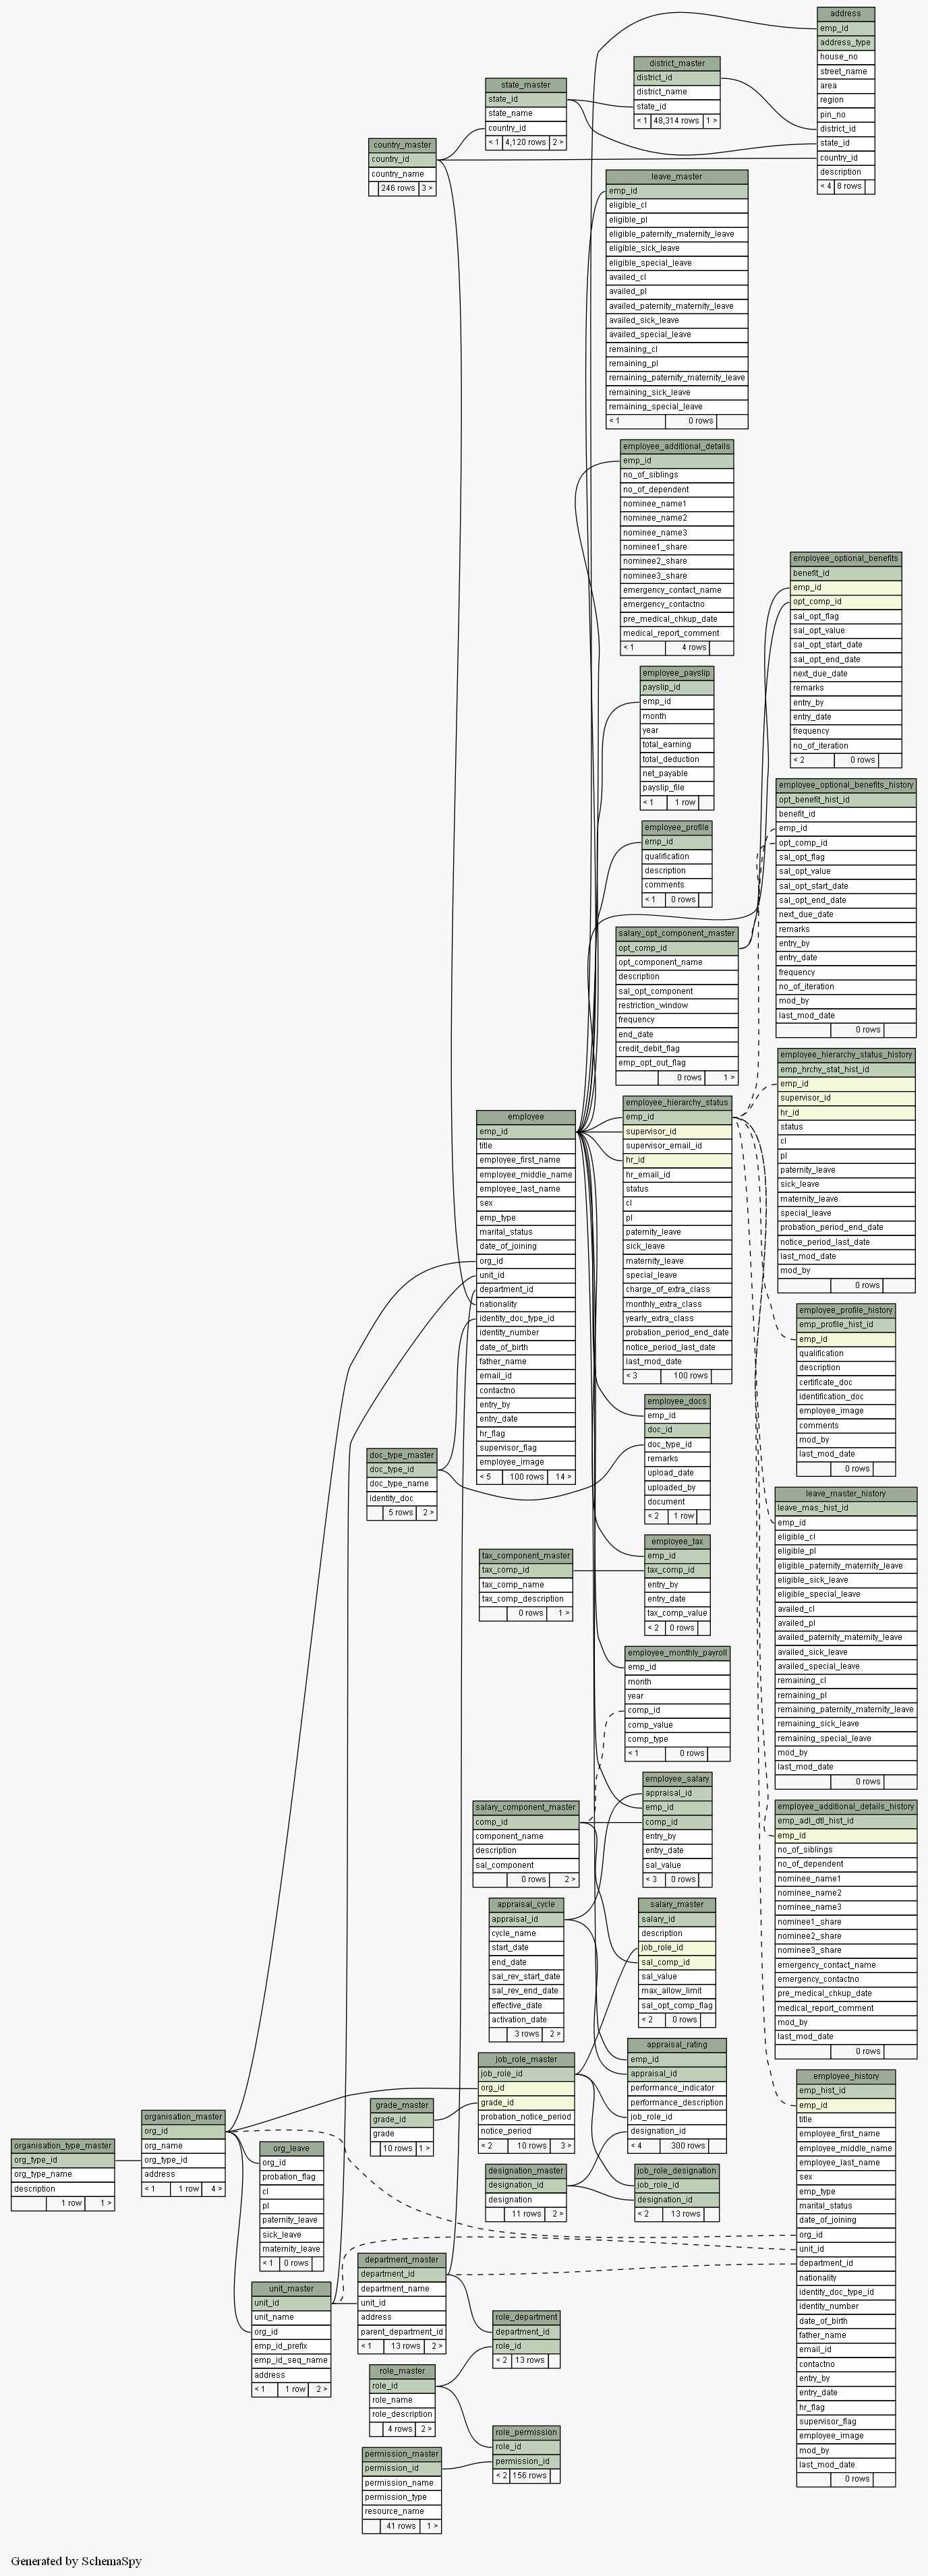 address
emp_id
address_type
house_no
street_name
area
region
pin_no
district_id
state_id
country_id
description
< 4 8 rows
district_master
district_id
district_name
state_id
< 1 48,314 rows 1 >
state_master
state_id
state_name
country_id
< 1 4,120 rows 2 >
country_master
country_id
country_name
246 rows 3 >
leave_master
emp_id
eligible_cl
eligible_pl
eligible_paternity_maternity_leave
eligible_sick_leave
eligible_special_leave
availed_cl
availed_pl
availed_paternity_maternity_leave
availed_sick_leave
availed_special_leave
remaining_cl
remaining_pl
remaining_paternity_maternity_leave
remaining_sick_leave
remaining_special_leave
< 1 0 rows
employee_additional_details
emp_id
no_of_siblings
no_of_dependent
nominee_name1
nominee_name2
nominee_name3
nominee1_share
nominee2_share
nominee3_share
emergency_contact_name
emergency_contactno
pre_medical_chkup_date
medical_report_comment
< 1 4 rows
employee_optional_benefits
benefit_id
emp_id
opt_comp_id
sal_opt_flag
sal_opt_value
sal_opt_start_date
sal_opt_end_date
next_due_date
remarks
entry_by
entry_date
frequency
no_of_iteration
< 2 0 rows
employee_payslip
payslip_id
emp_id
month
year
total_earning
total_deduction
net_payable
payslip_file
< 1 1 row
employee_optional_benefits_history
opt_benefit_hist_id
benefit_id
emp_id
opt_comp_id
sal_opt_flag
sal_opt_value
sal_opt_start_date
sal_opt_end_date
next_due_date
remarks
entry_by
entry_date
frequency
no_of_iteration
mod_by
last_mod_date
0 rows
employee_profile
emp_id
qualification
description
comments
< 1 0 rows
salary_opt_component_master
opt_comp_id
opt_component_name
description
sal_opt_component
restriction_window
frequency
end_date
credit_debit_flag
emp_opt_out_flag
0 rows 1 >
employee_hierarchy_status_history
emp_hrchy_stat_hist_id
emp_id
supervisor_id
hr_id
status
cl
pl
paternity_leave
sick_leave
maternity_leave
special_leave
probation_period_end_date
notice_period_last_date
last_mod_date
mod_by
0 rows
employee_hierarchy_status
emp_id
supervisor_id
supervisor_email_id
hr_id
hr_email_id
status
cl
pl
paternity_leave
sick_leave
maternity_leave
special_leave
charge_of_extra_class
monthly_extra_class
yearly_extra_class
probation_period_end_date
notice_period_last_date
last_mod_date
< 3 100 rows
employee
emp_id
title
employee_first_name
employee_middle_name
employee_last_name
sex
emp_type
marital_status
date_of_joining
org_id
unit_id
department_id
nationality
identity_doc_type_id
identity_number
date_of_birth
father_name
email_id
contactno
entry_by
entry_date
hr_flag
supervisor_flag
employee_image
< 5 100 rows 14 >
employee_profile_history
emp_profile_hist_id
emp_id
qualification
description
certificate_doc
identification_doc
employee_image
comments
mod_by
last_mod_date
0 rows
employee_docs
emp_id
doc_id
doc_type_id
remarks
upload_date
uploaded_by
document
< 2 1 row
doc_type_master
doc_type_id
doc_type_name
identity_doc
5 rows 2 >
leave_master_history
leave_mas_hist_id
emp_id
eligible_cl
eligible_pl
eligible_paternity_maternity_leave
eligible_sick_leave
eligible_special_leave
availed_cl
availed_pl
availed_paternity_maternity_leave
availed_sick_leave
availed_special_leave
remaining_cl
remaining_pl
remaining_paternity_maternity_leave
remaining_sick_leave
remaining_special_leave
mod_by
last_mod_date
0 rows
employee_tax
emp_id
tax_comp_id
entry_by
entry_date
tax_comp_value
< 2 0 rows
tax_component_master
tax_comp_id
tax_comp_name
tax_comp_description
0 rows 1 >
employee_monthly_payroll
emp_id
month
year
comp_id
comp_value
comp_type
< 1 0 rows
employee_salary
appraisal_id
emp_id
comp_id
entry_by
entry_date
sal_value
< 3 0 rows
salary_component_master
comp_id
component_name
description
sal_component
0 rows 2 >
employee_additional_details_history
emp_adl_dtl_hist_id
emp_id
no_of_siblings
no_of_dependent
nominee_name1
nominee_name2
nominee_name3
nominee1_share
nominee2_share
nominee3_share
emergency_contact_name
emergency_contactno
pre_medical_chkup_date
medical_report_comment
mod_by
last_mod_date
0 rows
appraisal_cycle
appraisal_id
cycle_name
start_date
end_date
sal_rev_start_date
sal_rev_end_date
effective_date
activation_date
3 rows 2 >
salary_master
salary_id
description
job_role_id
sal_comp_id
sal_value
max_allow_limit
sal_opt_comp_flag
< 2 0 rows
appraisal_rating
emp_id
appraisal_id
performance_indicator
performance_description
job_role_id
designation_id
< 4 300 rows
job_role_master
job_role_id
org_id
grade_id
probation_notice_period
notice_period
< 2 10 rows 3 >
grade_master
grade_id
grade
10 rows 1 >
organisation_master
org_id
org_name
org_type_id
address
< 1 1 row 4 >
organisation_type_master
org_type_id
org_type_name
description
1 row 1 >
org_leave
org_id
probation_flag
cl
pl
paternity_leave
sick_leave
maternity_leave
< 1 0 rows
designation_master
designation_id
designation
11 rows 2 >
job_role_designation
job_role_id
designation_id
< 2 13 rows
employee_history
emp_hist_id
emp_id
title
employee_first_name
employee_middle_name
employee_last_name
sex
emp_type
marital_status
date_of_joining
org_id
unit_id
department_id
nationality
identity_doc_type_id
identity_number
date_of_birth
father_name
email_id
contactno
entry_by
entry_date
hr_flag
supervisor_flag
employee_image
mod_by
last_mod_date
0 rows
department_master
department_id
department_name
unit_id
address
parent_department_id
< 1 13 rows 2 >
unit_master
unit_id
unit_name
org_id
emp_id_prefix
emp_id_seq_name
address
< 1 1 row 2 >
role_department
department_id
role_id
< 2 13 rows
role_master
role_id
role_name
role_description
4 rows 2 >
role_permission
role_id
permission_id
< 2 156 rows
permission_master
permission_id
permission_name
permission_type
resource_name
41 rows 1 >
Generated by SchemaSpy